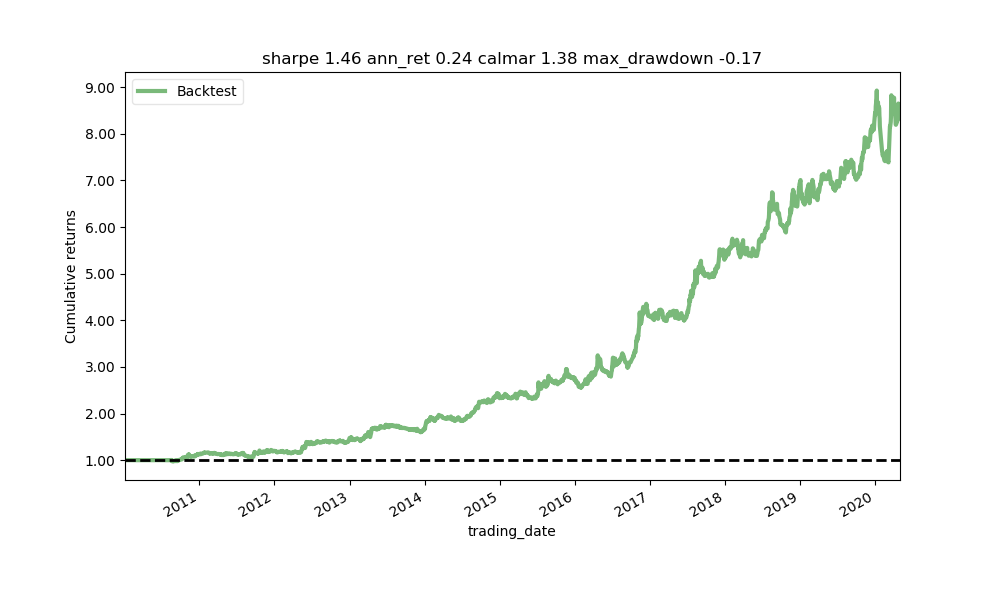 sharpe 1.46 ann_ret 0.24 calmar 1.38 max_drawdown -0.17
Backtest
9.00
8.00
7.00
6.00
5.00
4.00
3.00
2.00
1.00
Cumulative returns
2011 2012 2013 2014 2015 2016 2017 2018 2019 2020
trading_date